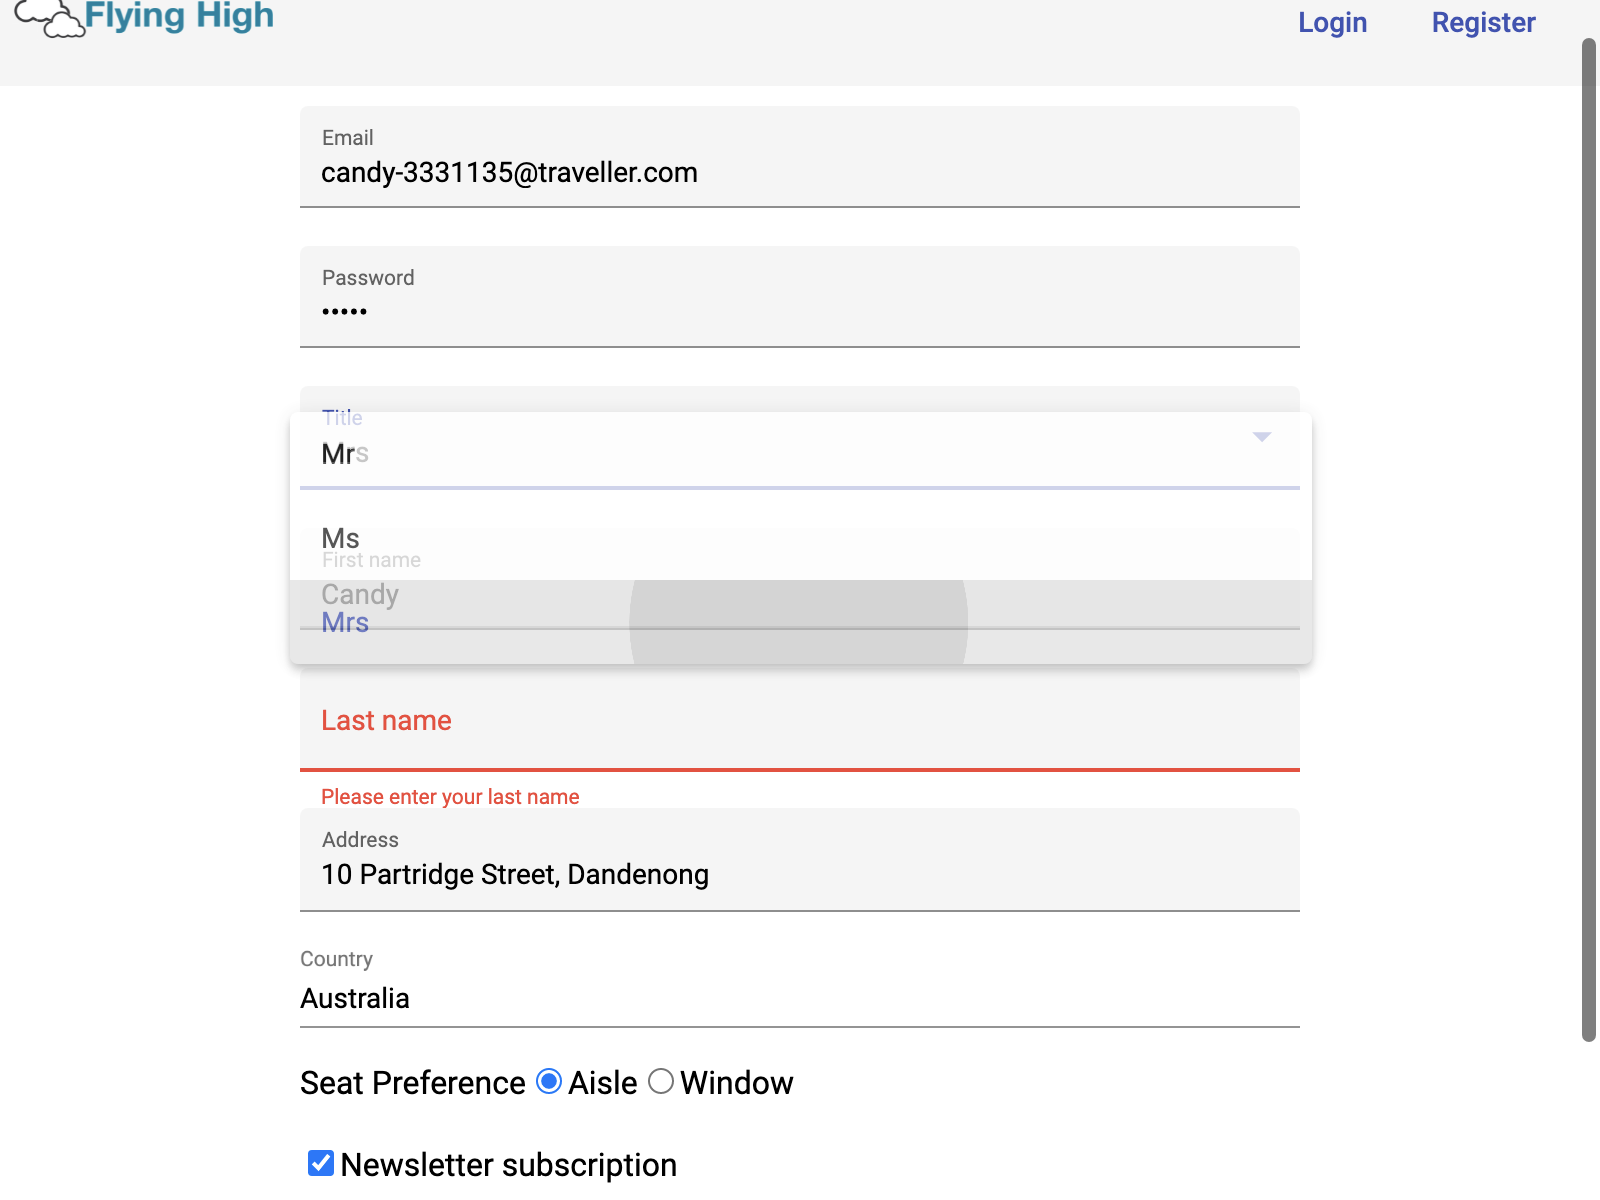 Flying High
Login
Register
Email
candy-3331135@traveller.com
Password
•••••
Title
Mrs
Ms
First name
Candy
Mrs
Last name
Please enter your last name
Address
10 Partridge Street, Dandenong
Country
Australia
Seat Preference Aisle Window
Newsletter subscription